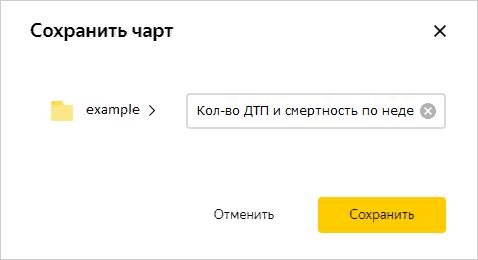 Сохранить чарт
example
Кол-во ДТП и смертность по неде
Отменить
Сохранить